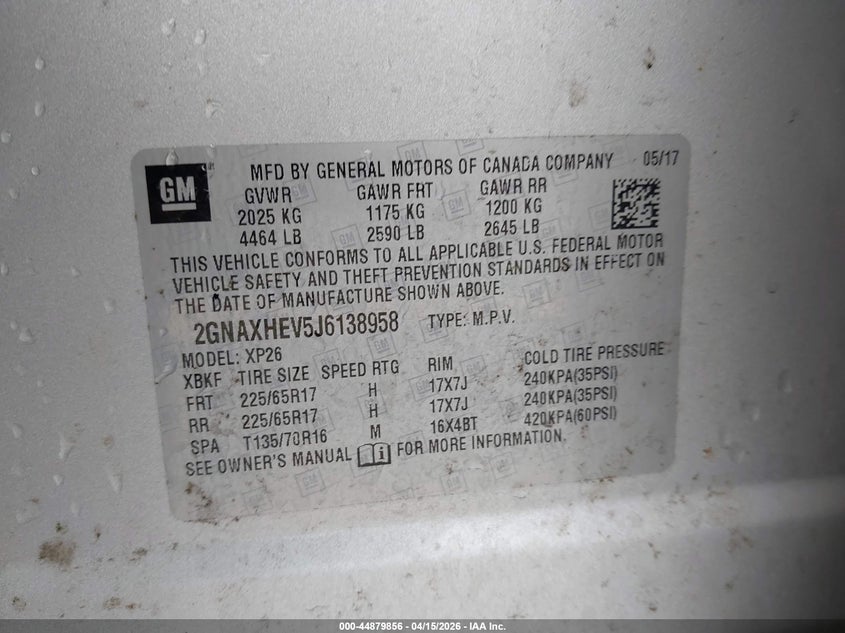 GM
MFD BY GENERAL MOTORS OF CANADA COMPANY 05/17
GVWR GAWR FRT GAWR RR
2025 KG 1175 KG 1200 KG
4464 LB 2590 LB 2645 LB
THIS VEHICLE CONFORMS TO ALL APPLICABLE U.S. FEDERAL MOTOR
VEHICLE SAFETY AND THEFT PREVENTION STANDARDS IN EFFECT ON
THE DATE OF MANUFACTURE SHOWN ABOVE.
2GNAXHEV5J6138958 TYPE: M.P.V.
MODEL: XP26
XBKF TIRE SIZE SPEED RTG RIM COLD TIRE PRESSURE
FRT 225/65R17 H 17X7J 240KPA(35PSI)
RR 225/65R17 H 17X7J 240KPA(35PSI)
SPA T135/70R16 M 16X4BT 420KPA(60PSI)
SEE OWNER'S MANUAL FOR MORE INFORMATION.
000-44879856 - 04/15/2026 - IAA Inc.